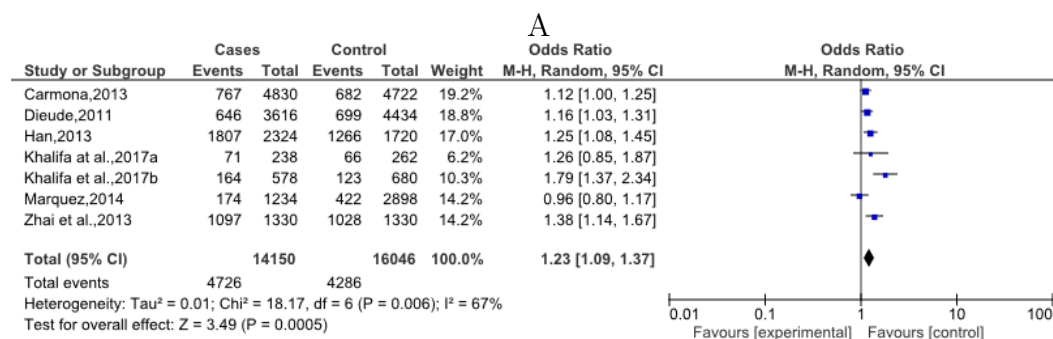 A
Cases Control Odds Ratio Odds Ratio
Study or Subgroup Events Total Events Total Weight M-H, Random, 95% CI M-H, Random, 95% CI
Carmona,2013 767 4830 682 4722 19.2% 1.12 [1.00, 1.25]
Dieude,2011 646 3616 699 4434 18.8% 1.16 [1.03, 1.31]
Han,2013 1807 2324 1266 1720 17.0% 1.25 [1.08, 1.45]
Khalifa at al.,2017a 71 238 66 262 6.2% 1.26 [0.85, 1.87]
Khalifa et al.,2017b 164 578 123 680 10.3% 1.79 [1.37, 2.34]
Marquez,2014 174 1234 422 2898 14.2% 0.96 [0.80, 1.17]
Zhai et al.,2013 1097 1330 1028 1330 14.2% 1.38 [1.14, 1.67]
Total (95% CI) 14150 16046 100.0% 1.23 [1.09, 1.37]
Total events 4726 4286
Heterogeneity: Tau² = 0.01; Chi² = 18.17, df = 6 (P = 0.006); I² = 67%
Test for overall effect: Z = 3.49 (P = 0.0005)
0.01 0.1 1 10 100
Favours [experimental] Favours [control]